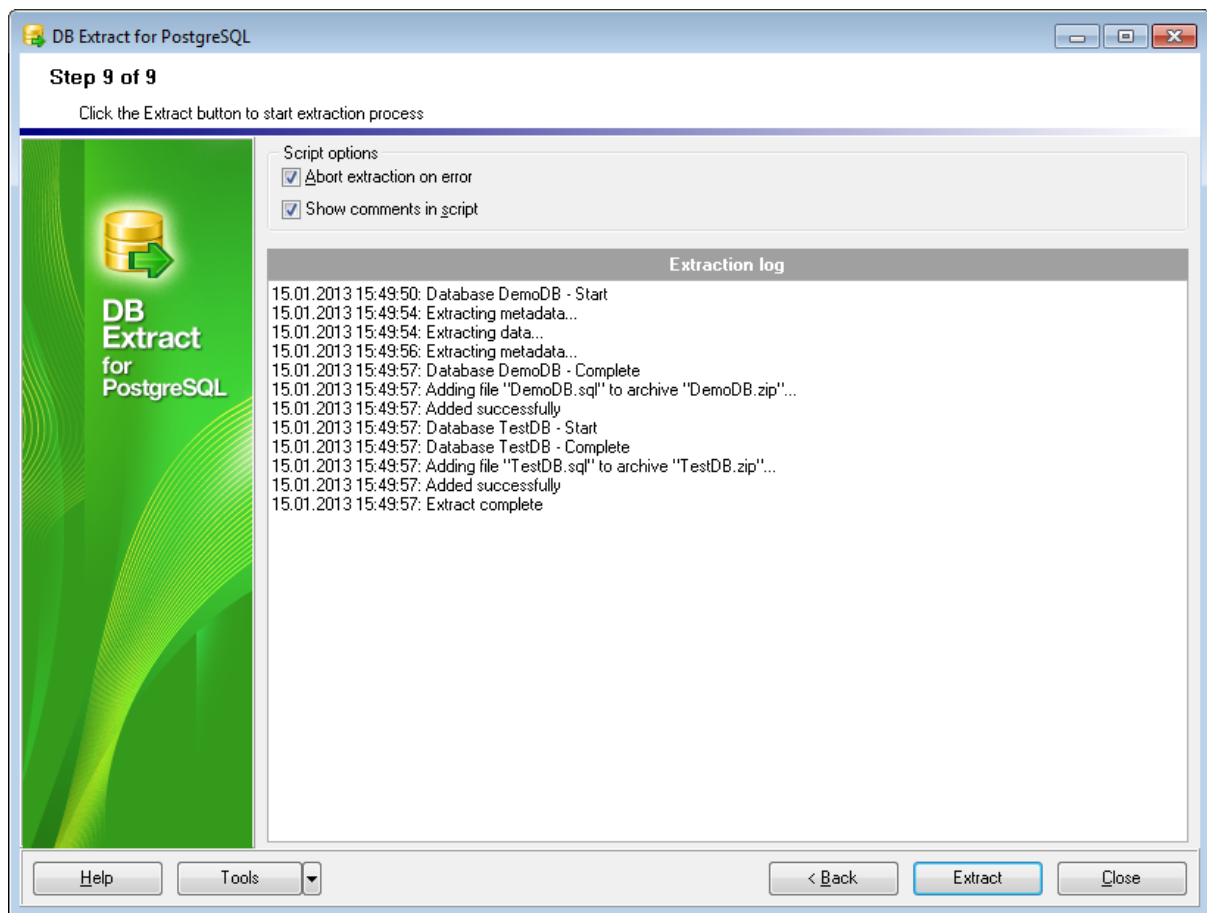 DB Extract for PostgreSQL
Step 9 of 9
Click the Extract button to start extraction process
DB
Extract
for
PostgreSQL
Script options
Abort extraction on error
Show comments in script
Extraction log
15.01.2013 15:49:50: Database DemoDB - Start
15.01.2013 15:49:54: Extracting metadata...
15.01.2013 15:49:54: Extracting data...
15.01.2013 15:49:56: Extracting metadata...
15.01.2013 15:49:57: Database DemoDB - Complete
15.01.2013 15:49:57: Adding file "DemoDB.sql" to archive "DemoDB.zip"...
15.01.2013 15:49:57: Added successfully
15.01.2013 15:49:57: Database TestDB - Start
15.01.2013 15:49:57: Database TestDB - Complete
15.01.2013 15:49:57: Adding file "TestDB.sql" to archive "TestDB.zip"...
15.01.2013 15:49:57: Added successfully
15.01.2013 15:49:57: Extract complete
Help
Tools
< Back
Extract
Close